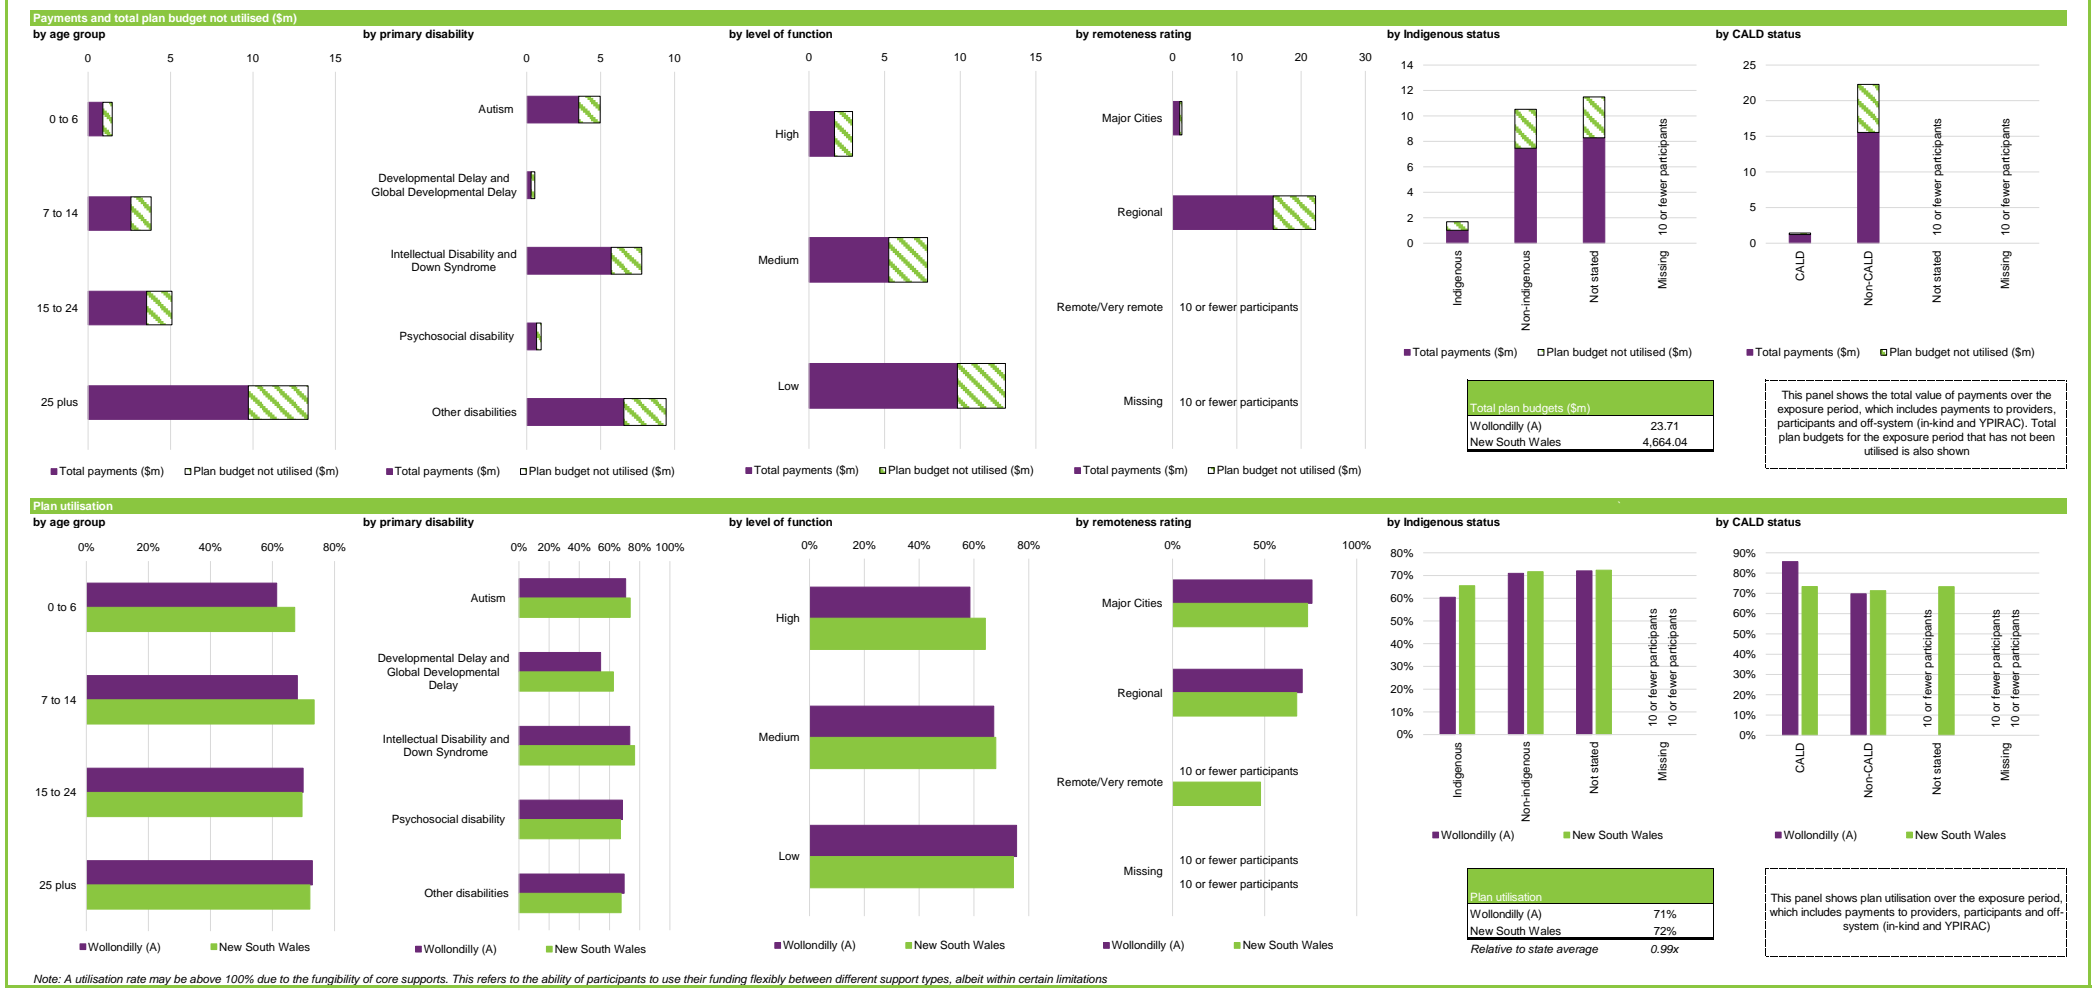 Payments and total plan budget not utilised ($m)
by age group
0 5 10 15
0 to 6
7 to 14
15 to 24
25 plus
Total payments ($m) Plan budget not utilised ($m)
by primary disability
0 5 10
Autism
Developmental Delay and
Global Developmental Delay
Intellectual Disability and
Down Syndrome
Psychosocial disability
Other disabilities
Total payments ($m) Plan budget not utilised ($m)
by level of function
0 5 10 15
High
Medium
Low
Total payments ($m) Plan budget not utilised ($m)
by remoteness rating
0 10 20 30
Major Cities
Regional
Remote/Very remote 10 or fewer participants
Missing 10 or fewer participants
Total payments ($m) Plan budget not utilised ($m)
by Indigenous status
14
12
10
8
6
4
2
0
10 or fewer participants
Indigenous
Non-indigenous
Not stated
Missing
Total payments ($m) Plan budget not utilised ($m)
Total plan budgets ($m)
Wollondilly (A) 23.71
New South Wales 4,664.04
by CALD status
25
20
15
10
5
0
10 or fewer participants
10 or fewer participants
CALD
Non-CALD
Not stated
Missing
Total payments ($m) Plan budget not utilised ($m)
This panel shows the total value of payments over the
exposure period, which includes payments to providers,
participants and off-system (in-kind and YPIRAC). Total
plan budgets for the exposure period that has not been
utilised is also shown
Plan utilisation
by age group
0% 20% 40% 60% 80%
0 to 6
7 to 14
15 to 24
25 plus
Wollondilly (A) New South Wales
by primary disability
0% 20% 40% 60% 80% 100%
Autism
Developmental Delay and
Global Developmental
Delay
Intellectual Disability and
Down Syndrome
Psychosocial disability
Other disabilities
Wollondilly (A) New South Wales
by level of function
0% 20% 40% 60% 80%
High
Medium
Low
Wollondilly (A) New South Wales
by remoteness rating
0% 50% 100%
Major Cities
Regional
10 or fewer participants
Remote/Very remote
10 or fewer participants
Missing
10 or fewer participants
Wollondilly (A) New South Wales
by Indigenous status
80%
70%
60%
50%
40%
30%
20%
10%
0%
10 or fewer participants
10 or fewer participants
Indigenous
Non-indigenous
Not stated
Missing
Wollondilly (A) New South Wales
Plan utilisation
Wollondilly (A) 71%
New South Wales 72%
Relative to state average 0.99x
by CALD status
90%
80%
70%
60%
50%
40%
30%
20%
10%
0%
10 or fewer participants
10 or fewer participants
10 or fewer participants
CALD
Non-CALD
Not stated
Missing
Wollondilly (A) New South Wales
This panel shows plan utilisation over the exposure period,
which includes payments to providers, participants and off-
system (in-kind and YPIRAC)
Note: A utilisation rate may be above 100% due to the fungibility of core supports. This refers to the ability of participants to use their funding flexibly between different support types, albeit within certain limitations